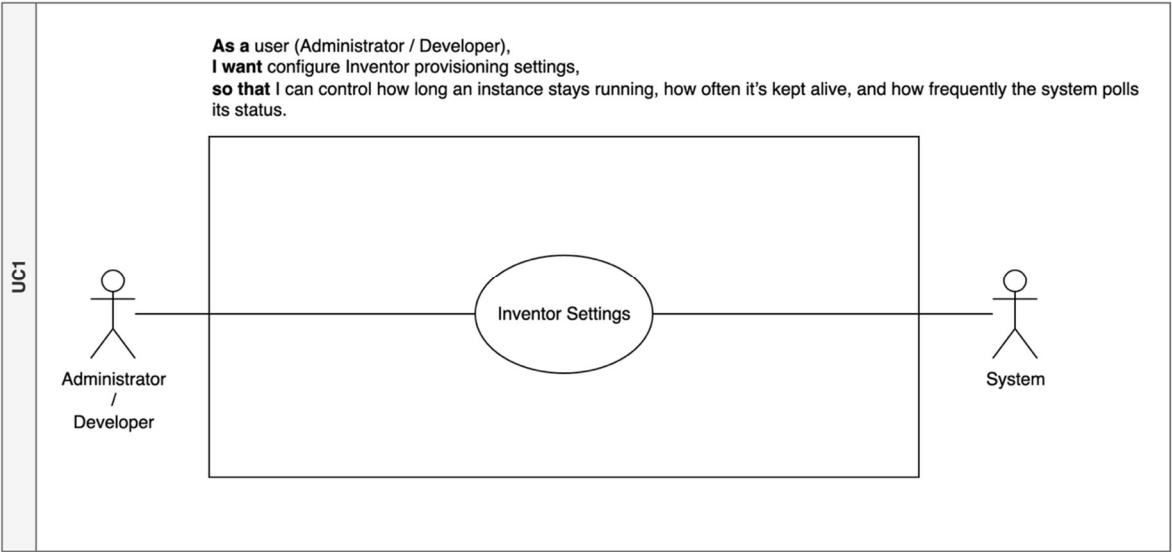 As a user (Administrator / Developer),
I want configure Inventor provisioning settings,
so that I can control how long an instance stays running, how often it's kept alive, and how frequently the system polls
its status.
UC1
Inventor Settings
Administrator
/
Developer
System